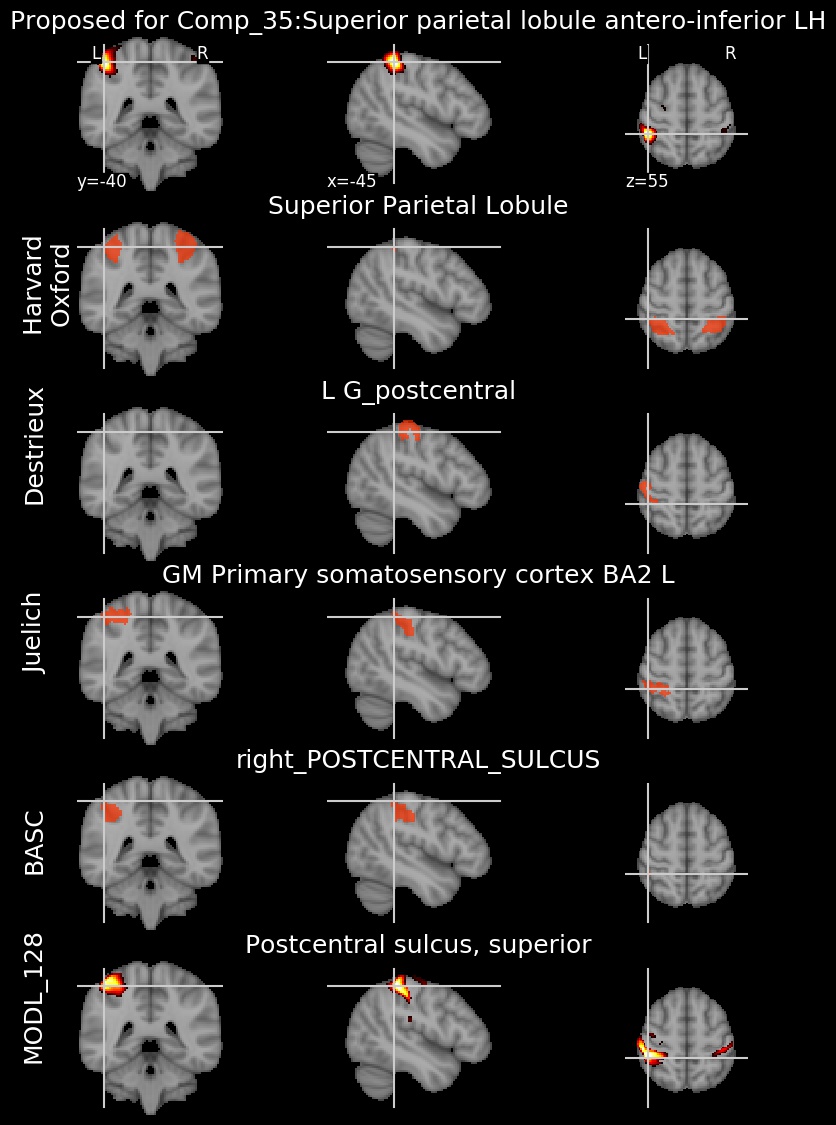 Proposed for Comp_35:Superior parietal lobule antero-inferior LH
L R
L R
y=-40 x=-45 z=55
Superior Parietal Lobule
Harvard
Oxford
L G_postcentral
Destrieux
GM Primary somatosensory cortex BA2 L
Juelich
right_POSTCENTRAL_SULCUS
BASC
Postcentral sulcus, superior
MODL_128